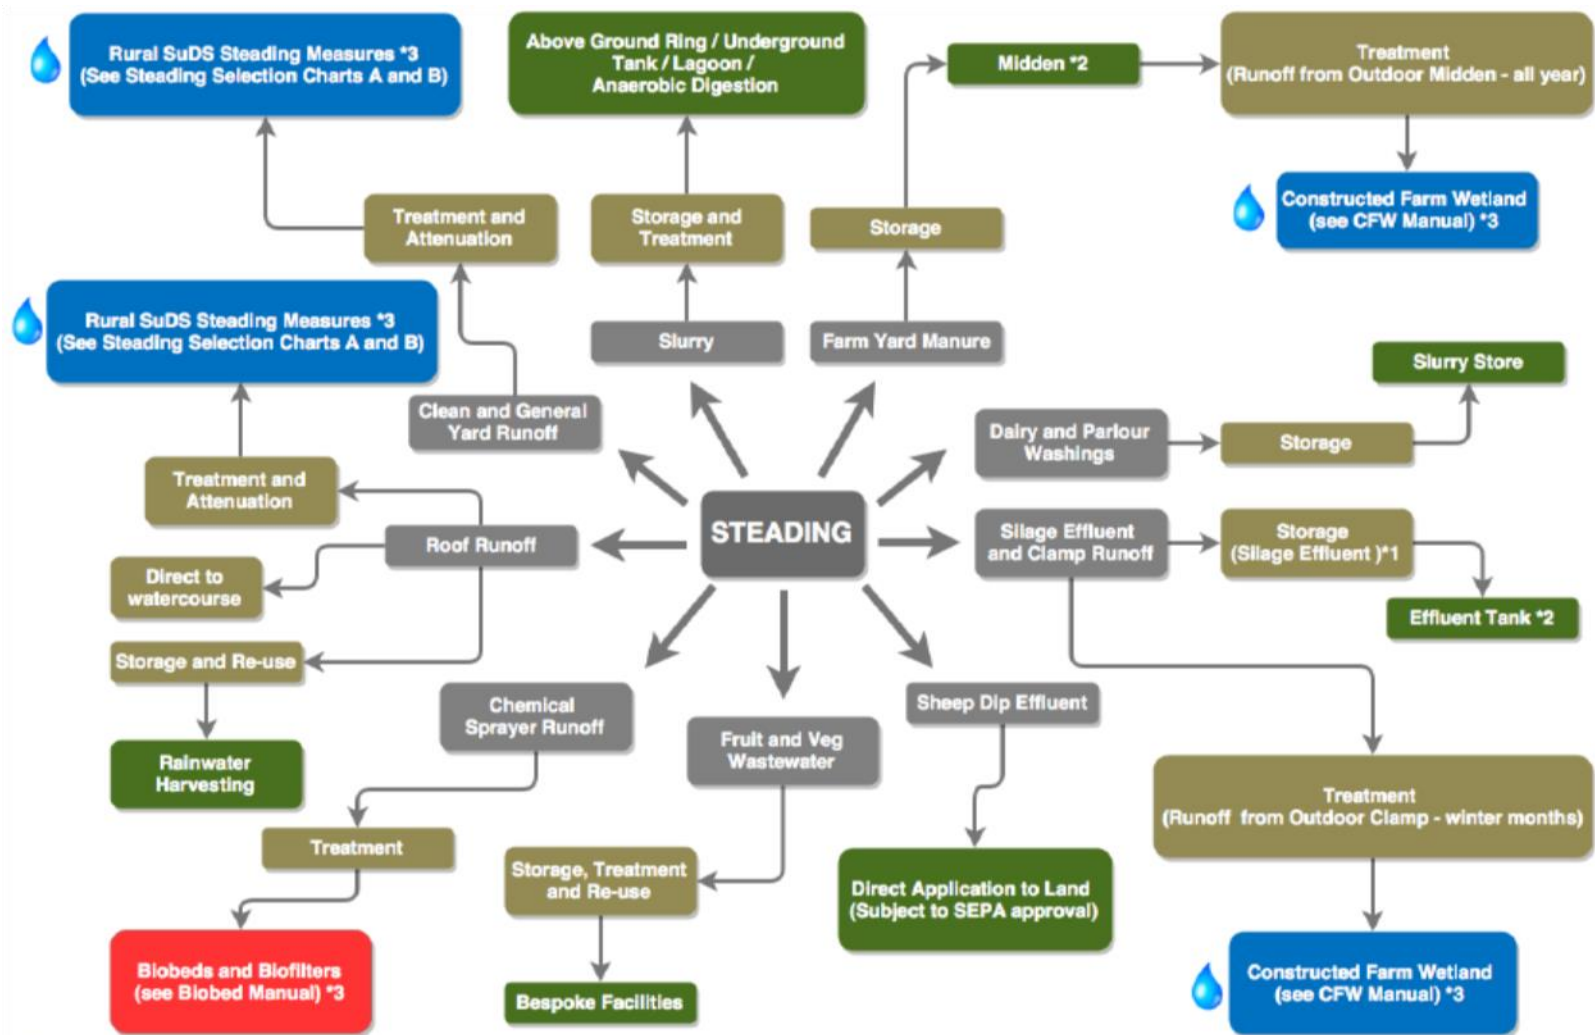 Rural SuDS Steading Measures *3
(See Steading Selection Charts A and B)
Above Ground Ring / Underground
Tank / Lagoon /
Anaerobic Digestion
Midden *2
Treatment
(Runoff from Outdoor Midden - all year)
Constructed Farm Wetland
(see CFW Manual) *3
Treatment and
Attenuation
Storage and
Treatment
Storage
Rural SuDS Steading Measures *3
(See Steading Selection Charts A and B)
Slurry
Farm Yard Manure
Slurry Store
Clean and General
Yard Runoff
Dairy and Parlour
Washings
Storage
Treatment and
Attenuation
STEADING
Roof Runoff
Silage Effluent
and Clamp Runoff
Storage
(Silage Effluent )*1
Direct to
watercourse
Effluent Tank *2
Storage and Re-use
Chemical
Sprayer Runoff
Sheep Dip Effluent
Fruit and Veg
Wastewater
Rainwater
Harvesting
Treatment
(Runoff from Outdoor Clamp - winter months)
Treatment
Storage, Treatment
and Re-use
Direct Application to Land
(Subject to SEPA approval)
Biobeds and Biofilters
(see Biobed Manual) *3
Bespoke Facilities
Constructed Farm Wetland
(see CFW Manual) *3